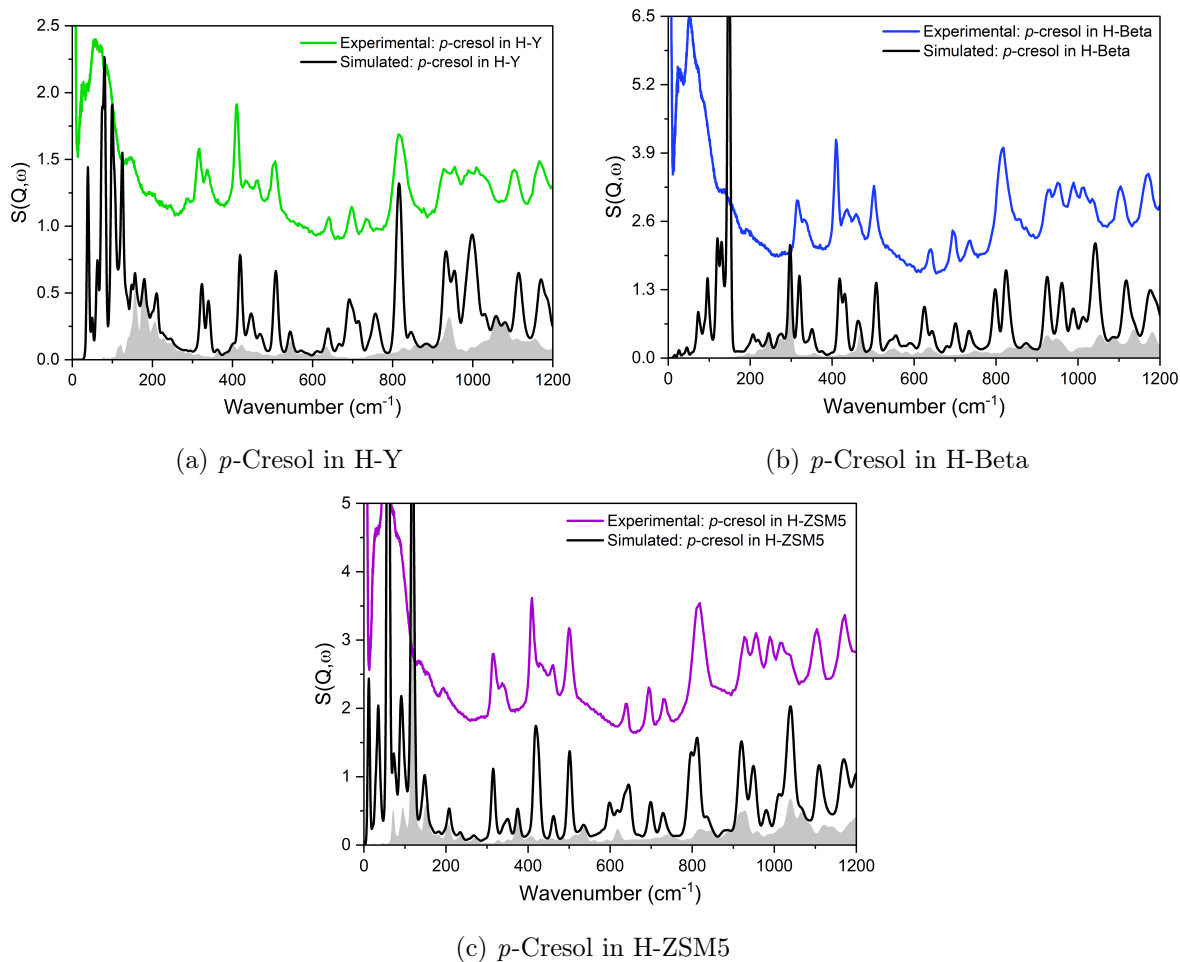 Experimental: p-cresol in H-Y
Simulated: p-cresol in H-Y
S(Q,ω)
2.5
2.0
1.5
1.0
0.5
0.0
0 200 400 600 800 1000 1200
Wavenumber (cm-1)
(a) p-Cresol in H-Y
Experimental: p-cresol in H-Beta
Simulated: p-cresol in H-Beta
S(Q,ω)
6.5
5.2
3.9
2.6
1.3
0.0
0 200 400 600 800 1000 1200
Wavenumber (cm-1)
(b) p-Cresol in H-Beta
Experimental: p-cresol in H-ZSM5
Simulated: p-cresol in H-ZSM5
S(Q,ω)
5
4
3
2
1
0
0 200 400 600 800 1000 1200
Wavenumber (cm-1)
(c) p-Cresol in H-ZSM5